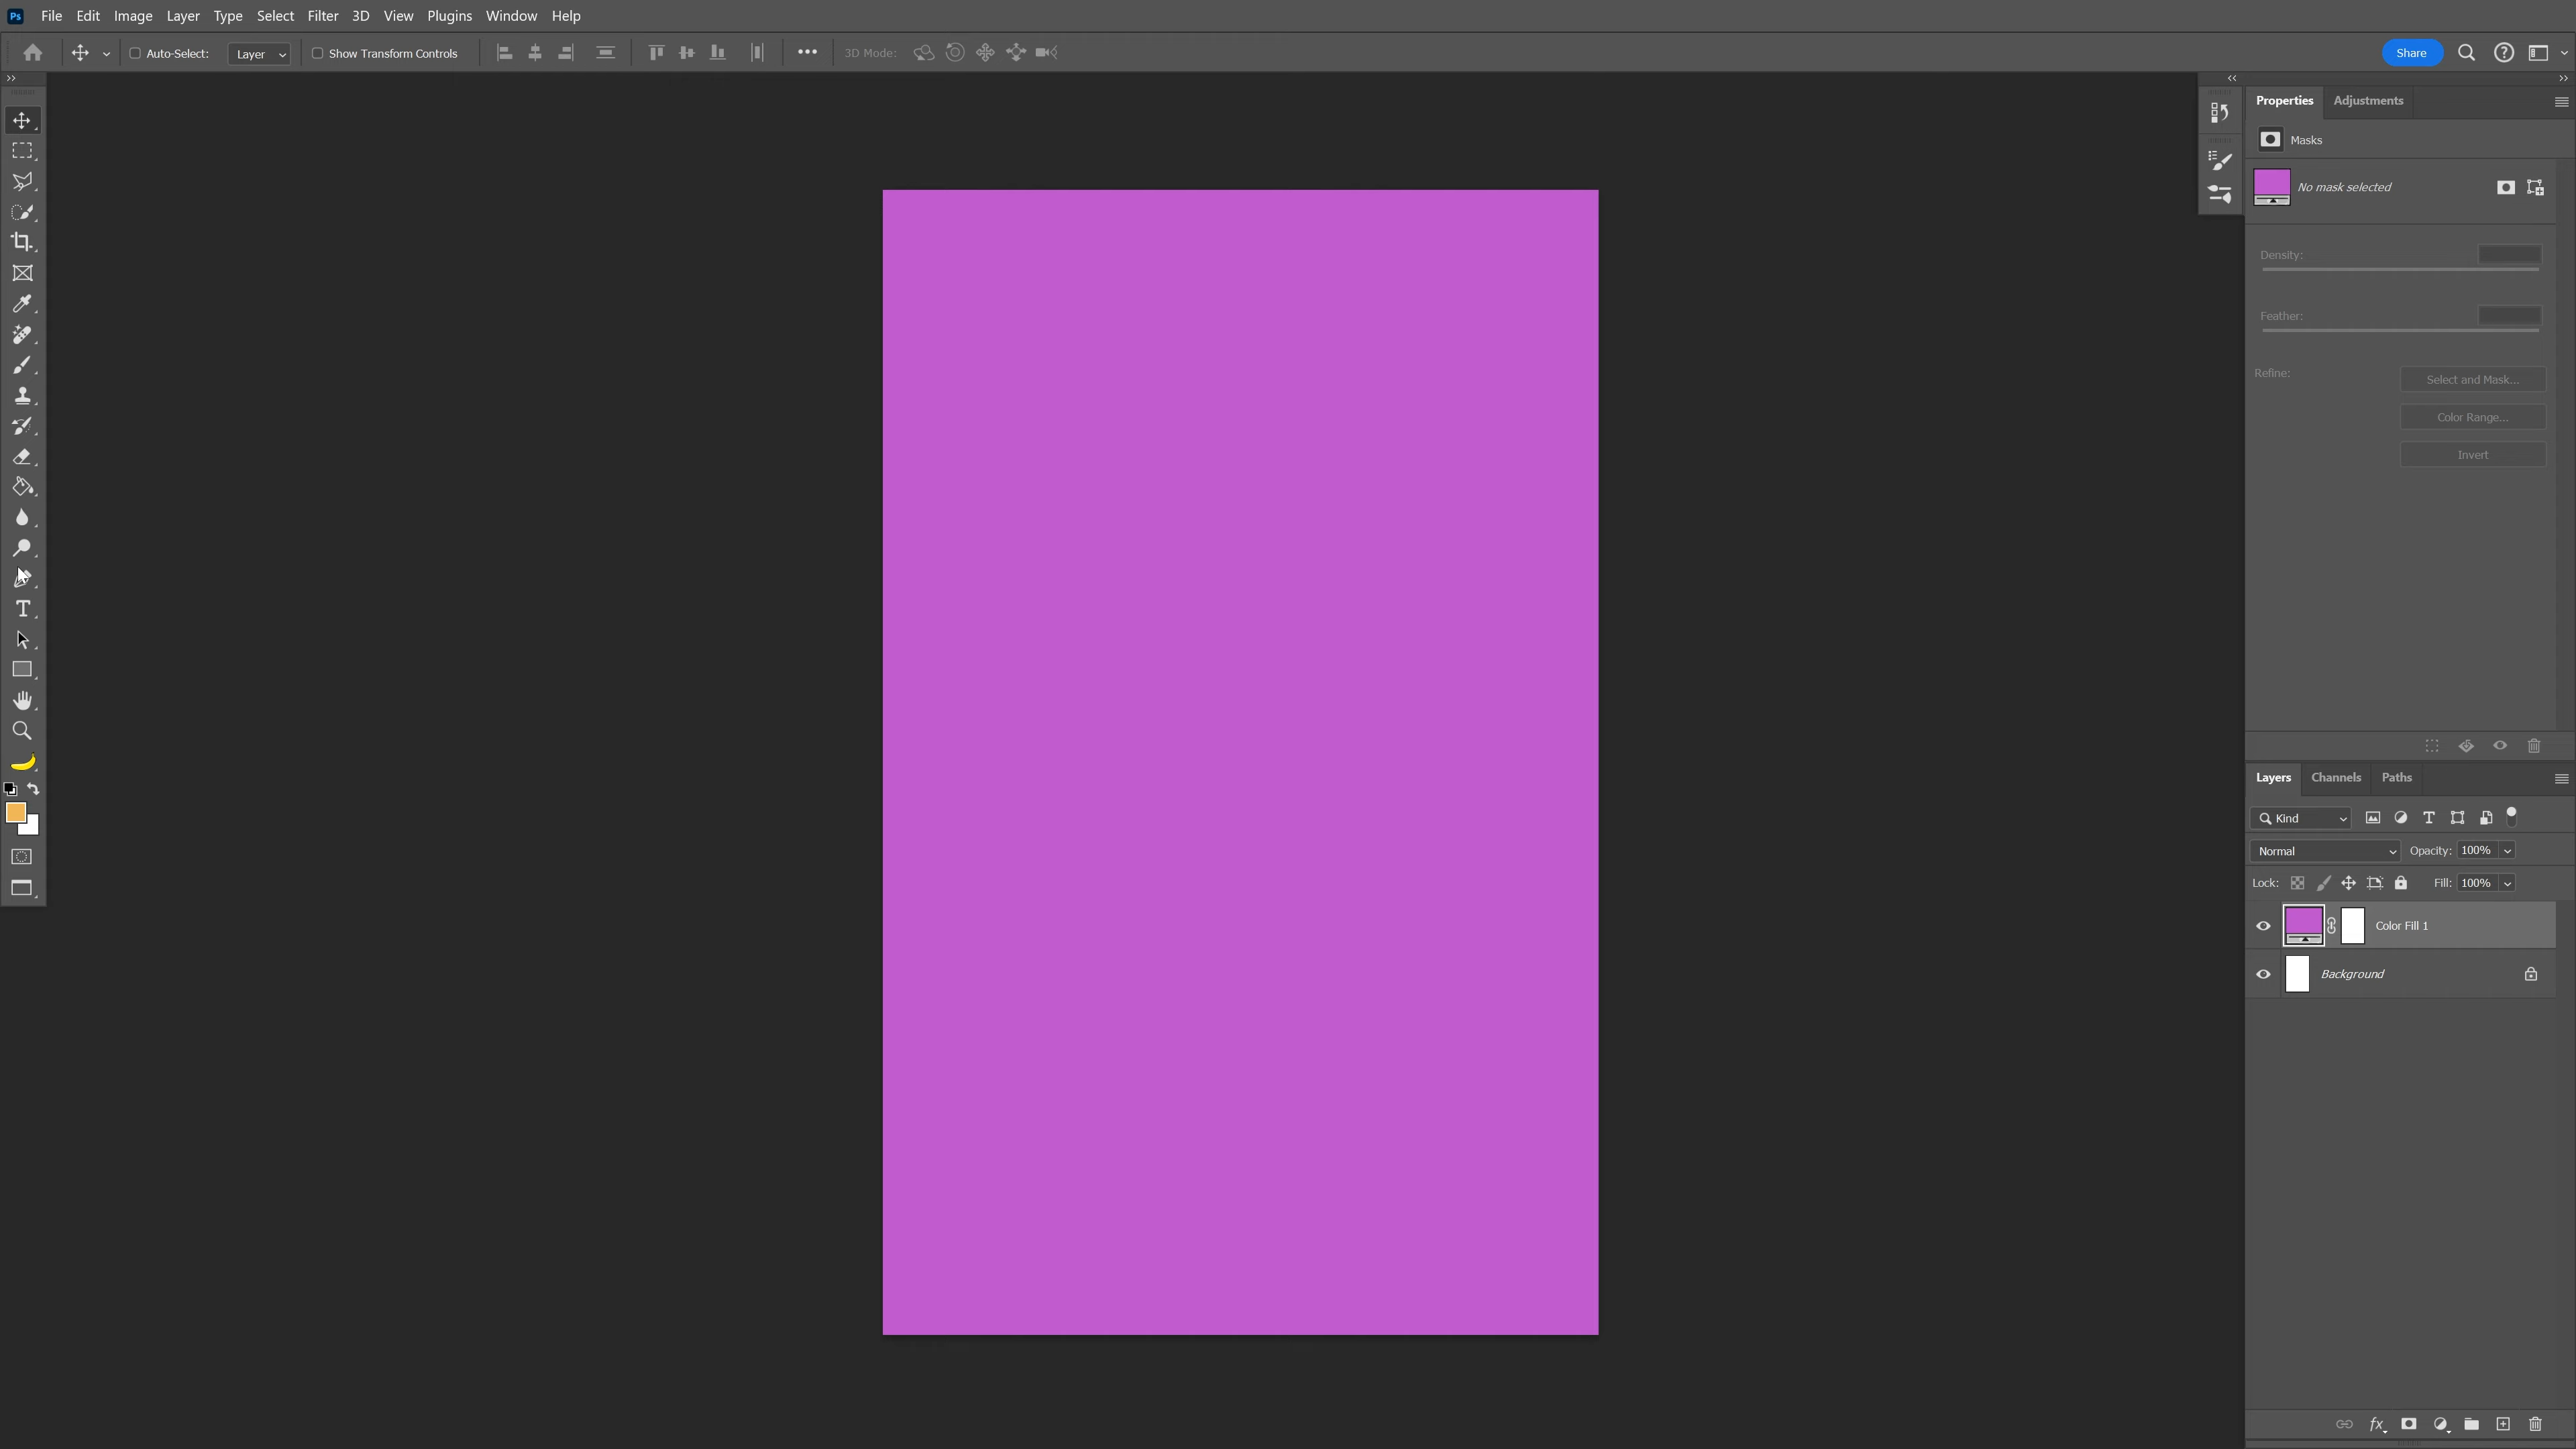 Ps File Edit Image Layer Type Select Filter 3D View Plugins Window Help
Auto-Select: Layer Show Transform Controls 3D Mode: Share
Properties Adjustments
Masks
No mask selected
Density:
Feather:
Refine: Select and Mask...
Color Range...
Invert
Layers Channels Paths
Kind
Normal Opacity: 100%
Lock: Fill: 100%
Color Fill 1
Background
fx